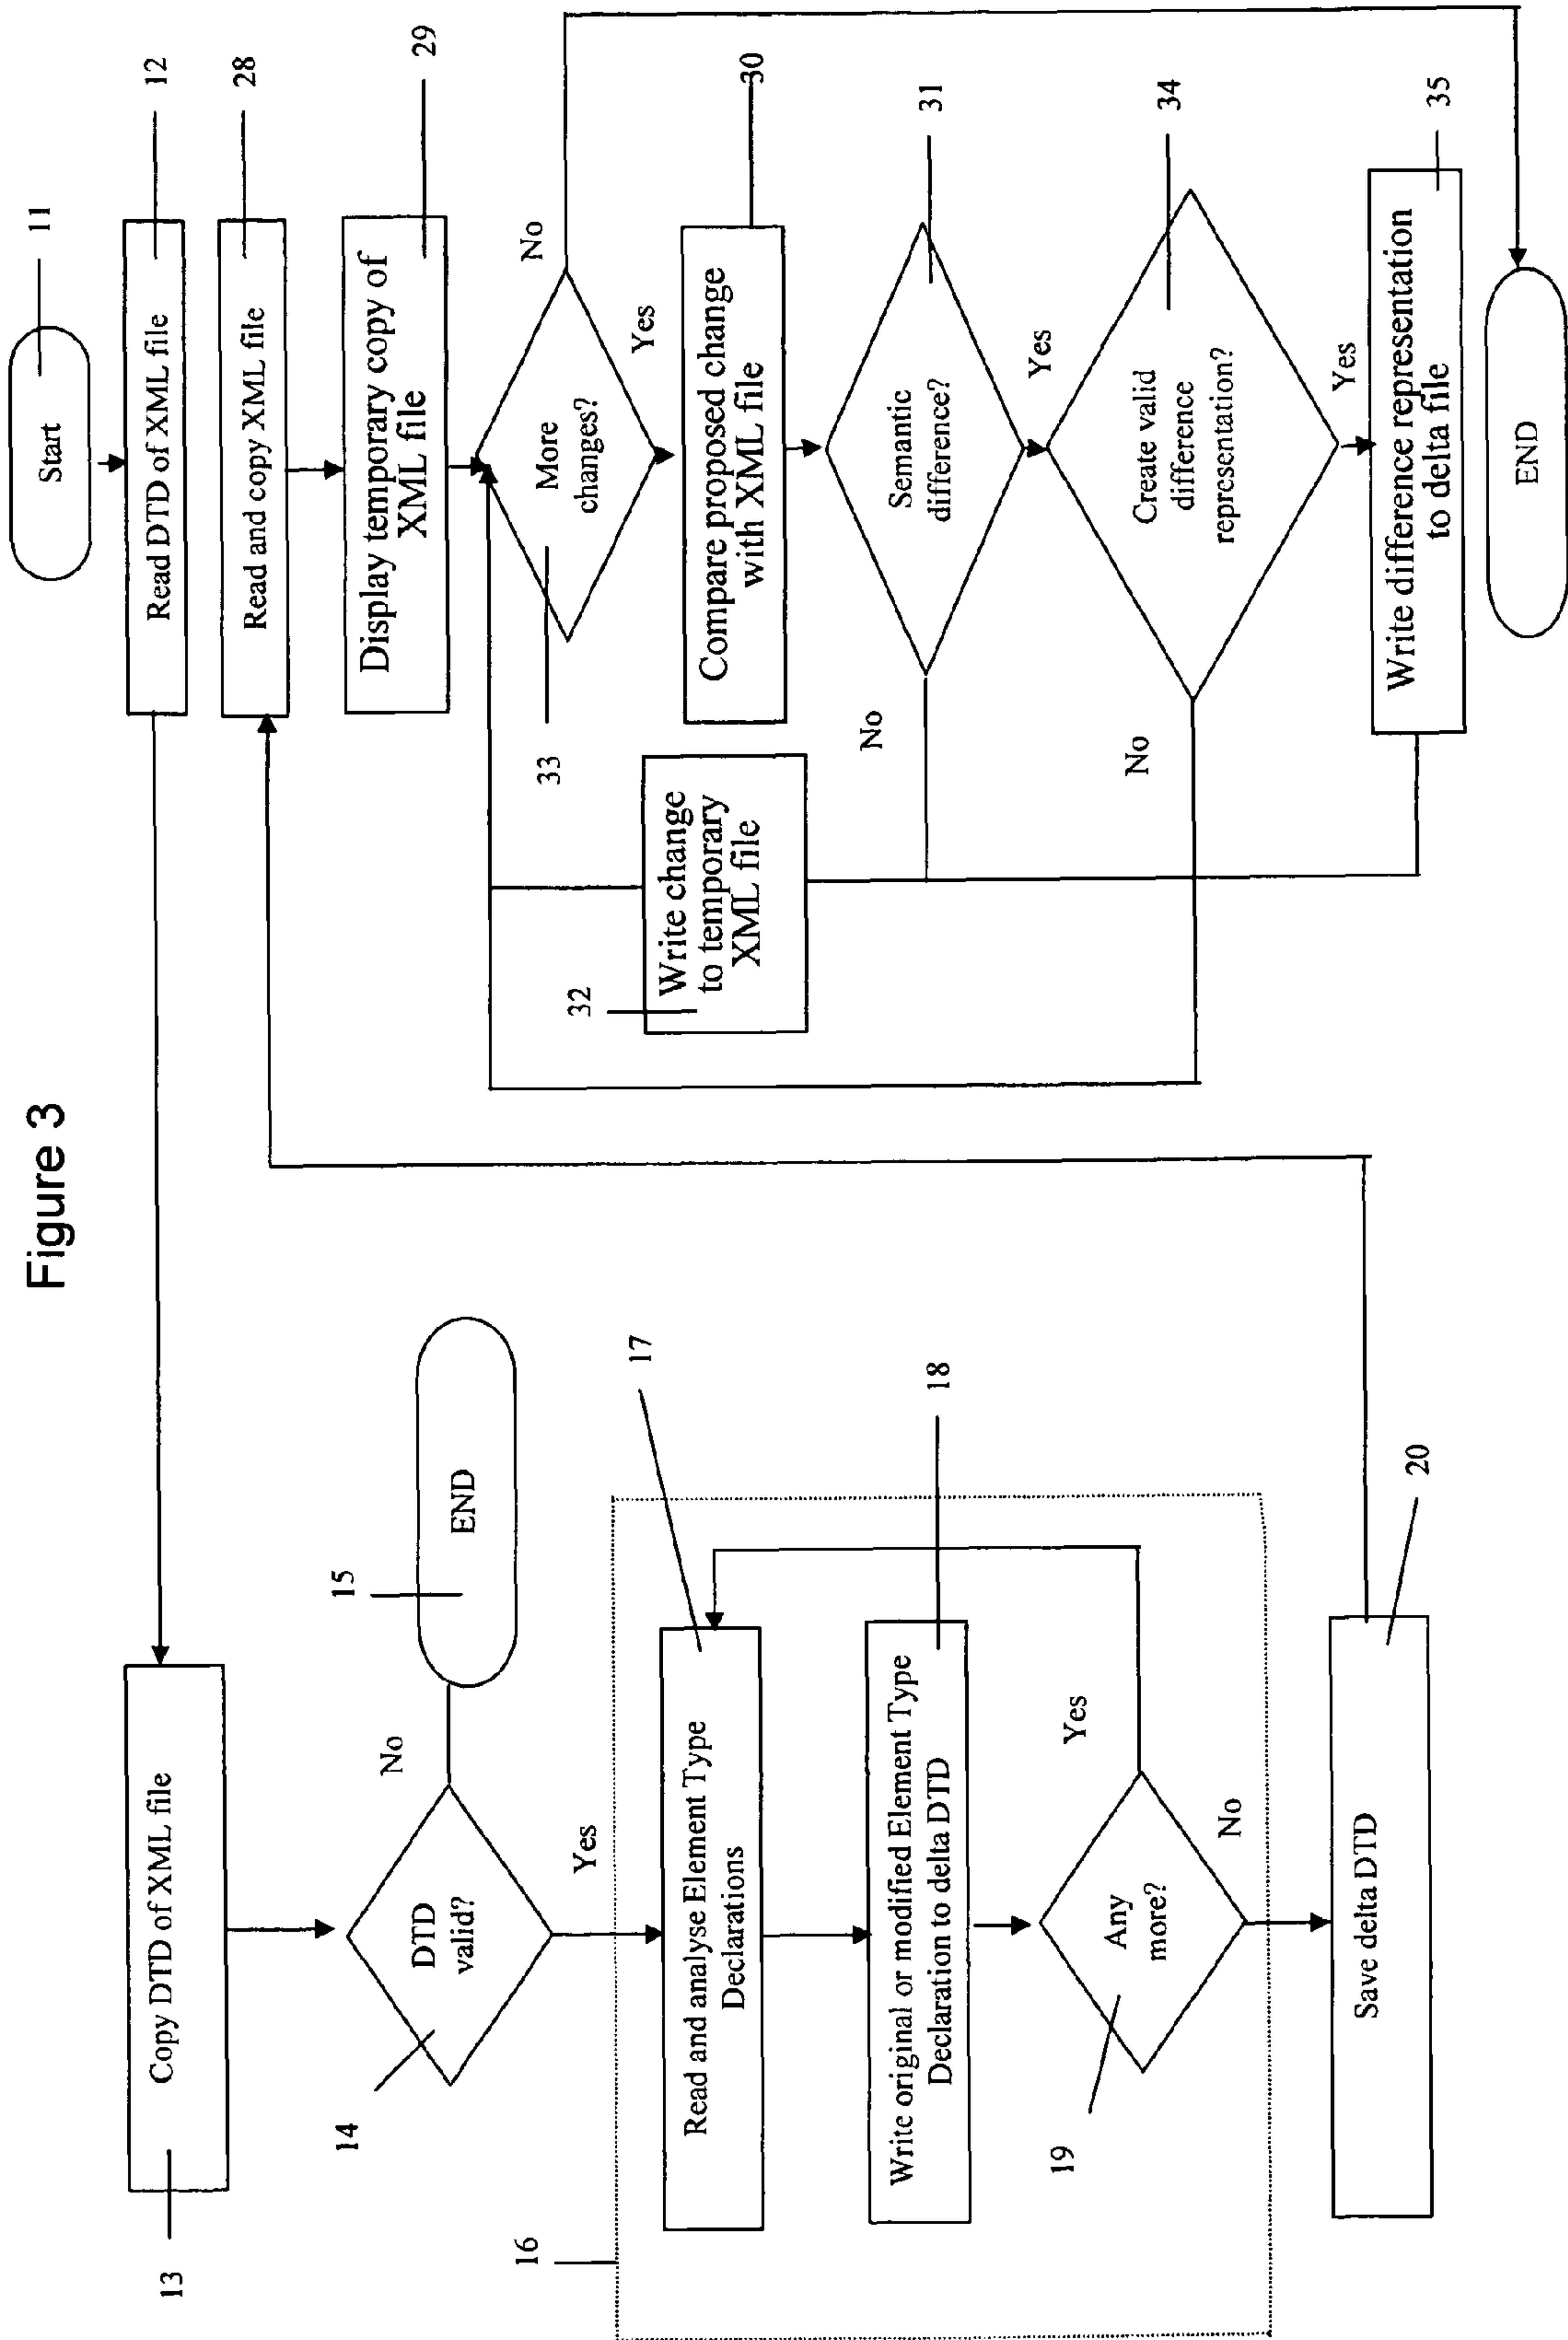 Figure 3
Start
11
Read DTD of XML file
12
Copy DTD of XML file
13
DTD
valid?
14
No
END
15
Yes
16
Read and analyse Element Type
Declarations
17
Write original or modified Element Type
Declaration to delta DTD
18
Any
more?
19
Yes
No
Save delta DTD
20
Read and copy XML file
28
Display temporary copy of
XML file
29
More
changes?
33
No
Yes
Compare proposed change
with XML file
30
Semantic
difference?
31
No
Yes
Write change
to temporary
XML file
32
Create valid
difference
representation?
34
No
Yes
Write difference representation
to delta file
35
END